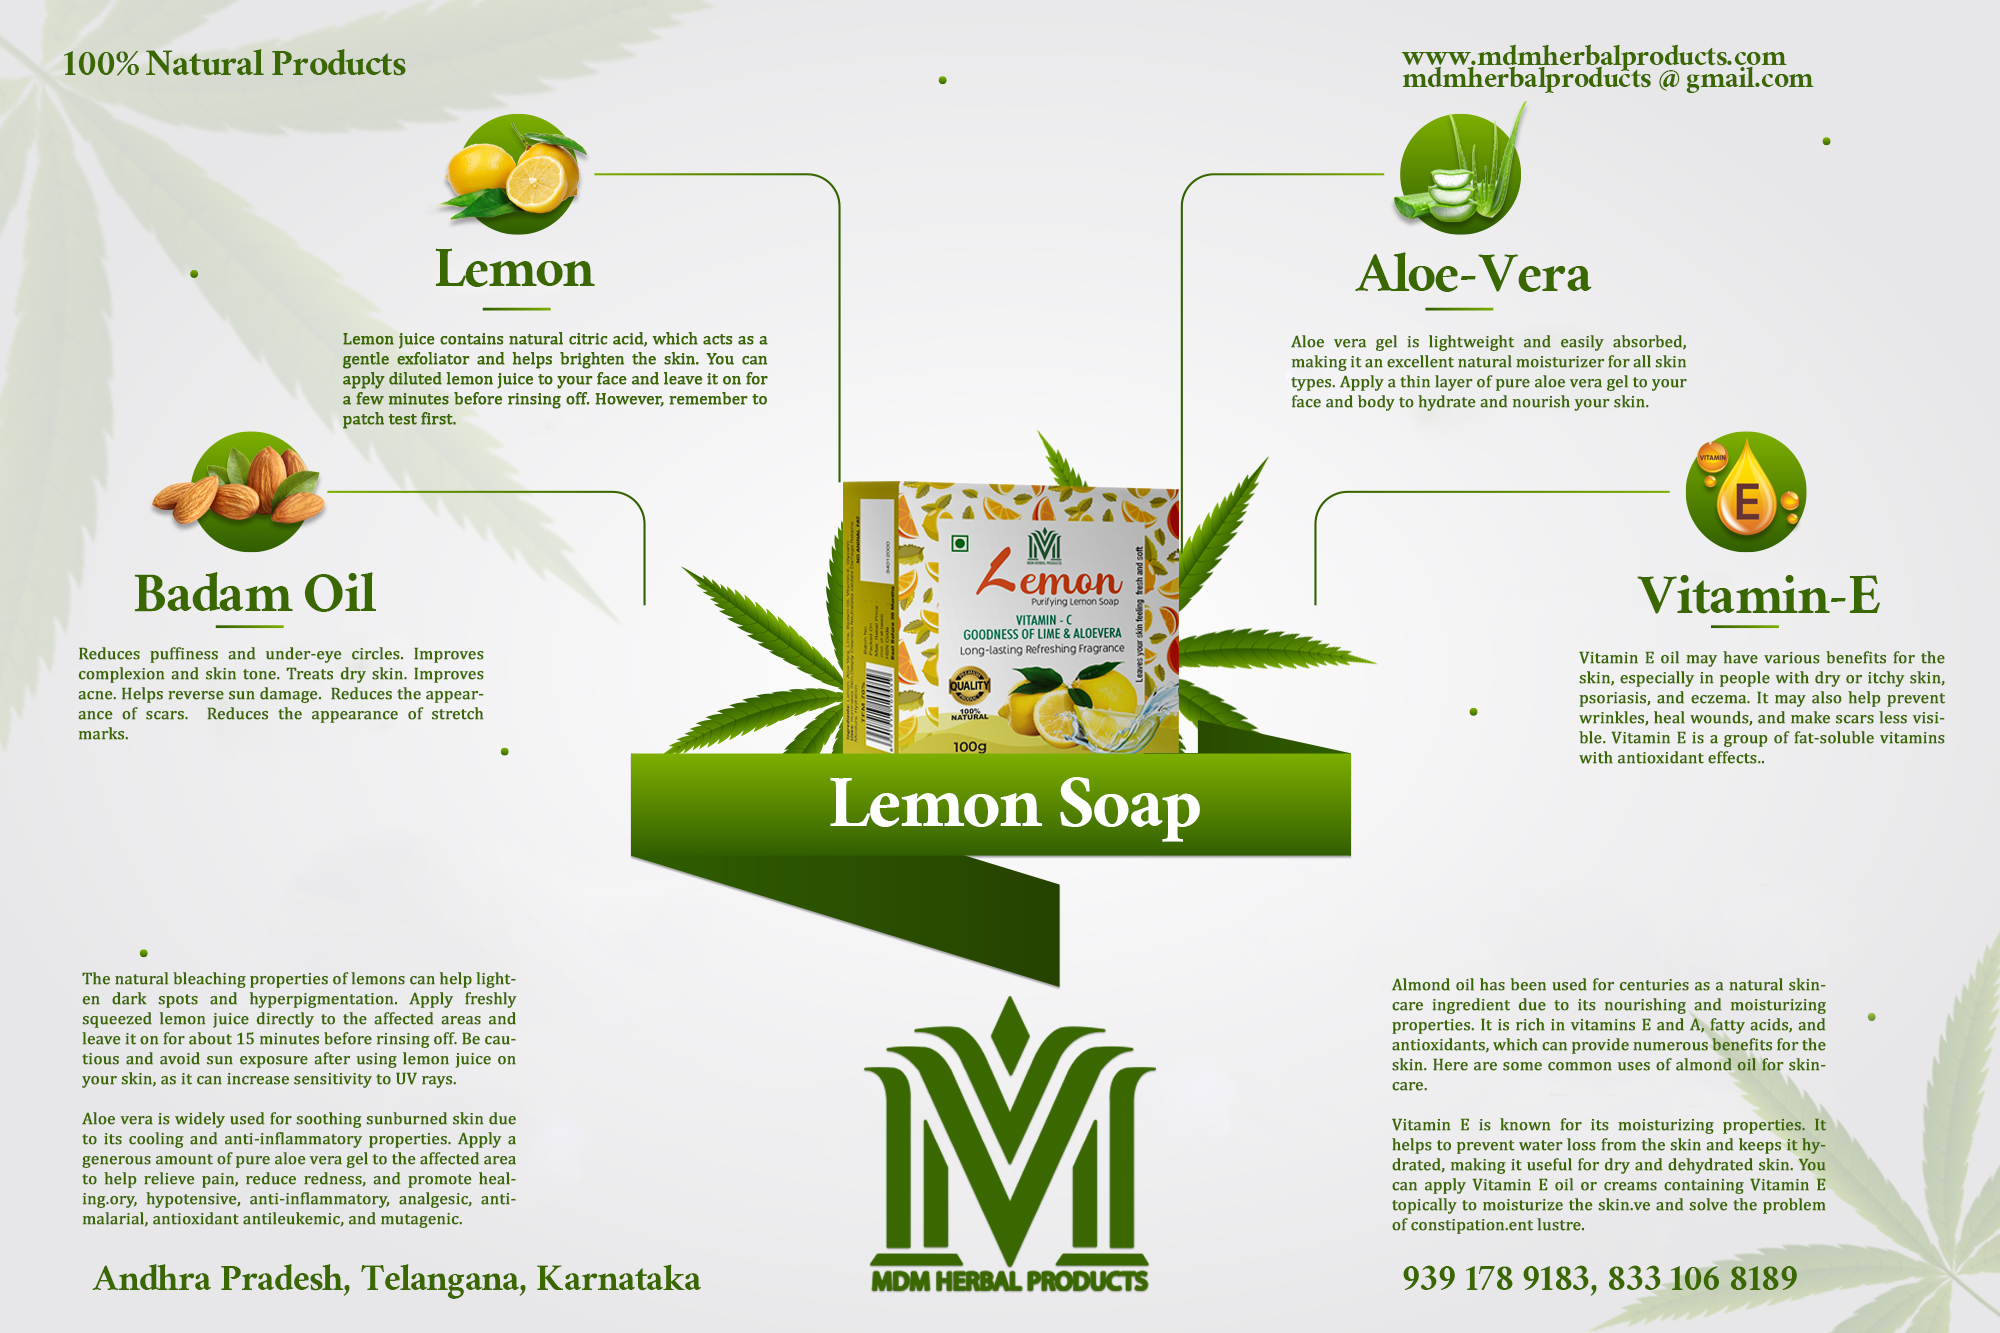 100% Natural Products
www.mdmherbalproducts.com
mdmherbalproducts @ gmail.com
Lemon
Lemon juice contains natural citric acid, which acts as a
gentle exfoliator and helps brighten the skin. You can
apply diluted lemon juice to your face and leave it on for
a few minutes before rinsing off. However, remember to
patch test first.
Aloe-Vera
Aloe vera gel is lightweight and easily absorbed,
making it an excellent natural moisturizer for all skin
types. Apply a thin layer of pure aloe vera gel to your
face and body to hydrate and nourish your skin.
Badam Oil
Reduces puffiness and under-eye circles. Improves
complexion and skin tone. Treats dry skin. Improves
acne. Helps reverse sun damage. Reduces the appear-
ance of scars. Reduces the appearance of stretch
marks.
VITAMIN
E
Vitamin-E
Vitamin E oil may have various benefits for the
skin, especially in people with dry or itchy skin,
psoriasis, and eczema. It may also help prevent
wrinkles, heal wounds, and make scars less visi-
ble. Vitamin E is a group of fat-soluble vitamins
with antioxidant effects..
MDM HERBAL PRODUCTS
Lemon
Purifying Lemon Soap
VITAMIN - C
GOODNESS OF LIME & ALOEVERA
Long-lasting Refreshing Fragrance
Leaves your skin feeling fresh and soft
QUALITY
100%
NATURAL
100g
Lemon Soap
The natural bleaching properties of lemons can help light-
en dark spots and hyperpigmentation. Apply freshly
squeezed lemon juice directly to the affected areas and
leave it on for about 15 minutes before rinsing off. Be cau-
tious and avoid sun exposure after using lemon juice on
your skin, as it can increase sensitivity to UV rays.
Aloe vera is widely used for soothing sunburned skin due
to its cooling and anti-inflammatory properties. Apply a
generous amount of pure aloe vera gel to the affected area
to help relieve pain, reduce redness, and promote heal-
ing.ory, hypotensive, anti-inflammatory, analgesic, anti-
malarial, antioxidant antileukemic, and mutagenic.
Almond oil has been used for centuries as a natural skin-
care ingredient due to its nourishing and moisturizing
properties. It is rich in vitamins E and A, fatty acids, and
antioxidants, which can provide numerous benefits for the
skin. Here are some common uses of almond oil for skin-
care.
Vitamin E is known for its moisturizing properties. It
helps to prevent water loss from the skin and keeps it hy-
drated, making it useful for dry and dehydrated skin. You
can apply Vitamin E oil or creams containing Vitamin E
topically to moisturize the skin.ve and solve the problem
of constipation.ent lustre.
MDM HERBAL PRODUCTS
Andhra Pradesh, Telangana, Karnataka
939 178 9183, 833 106 8189